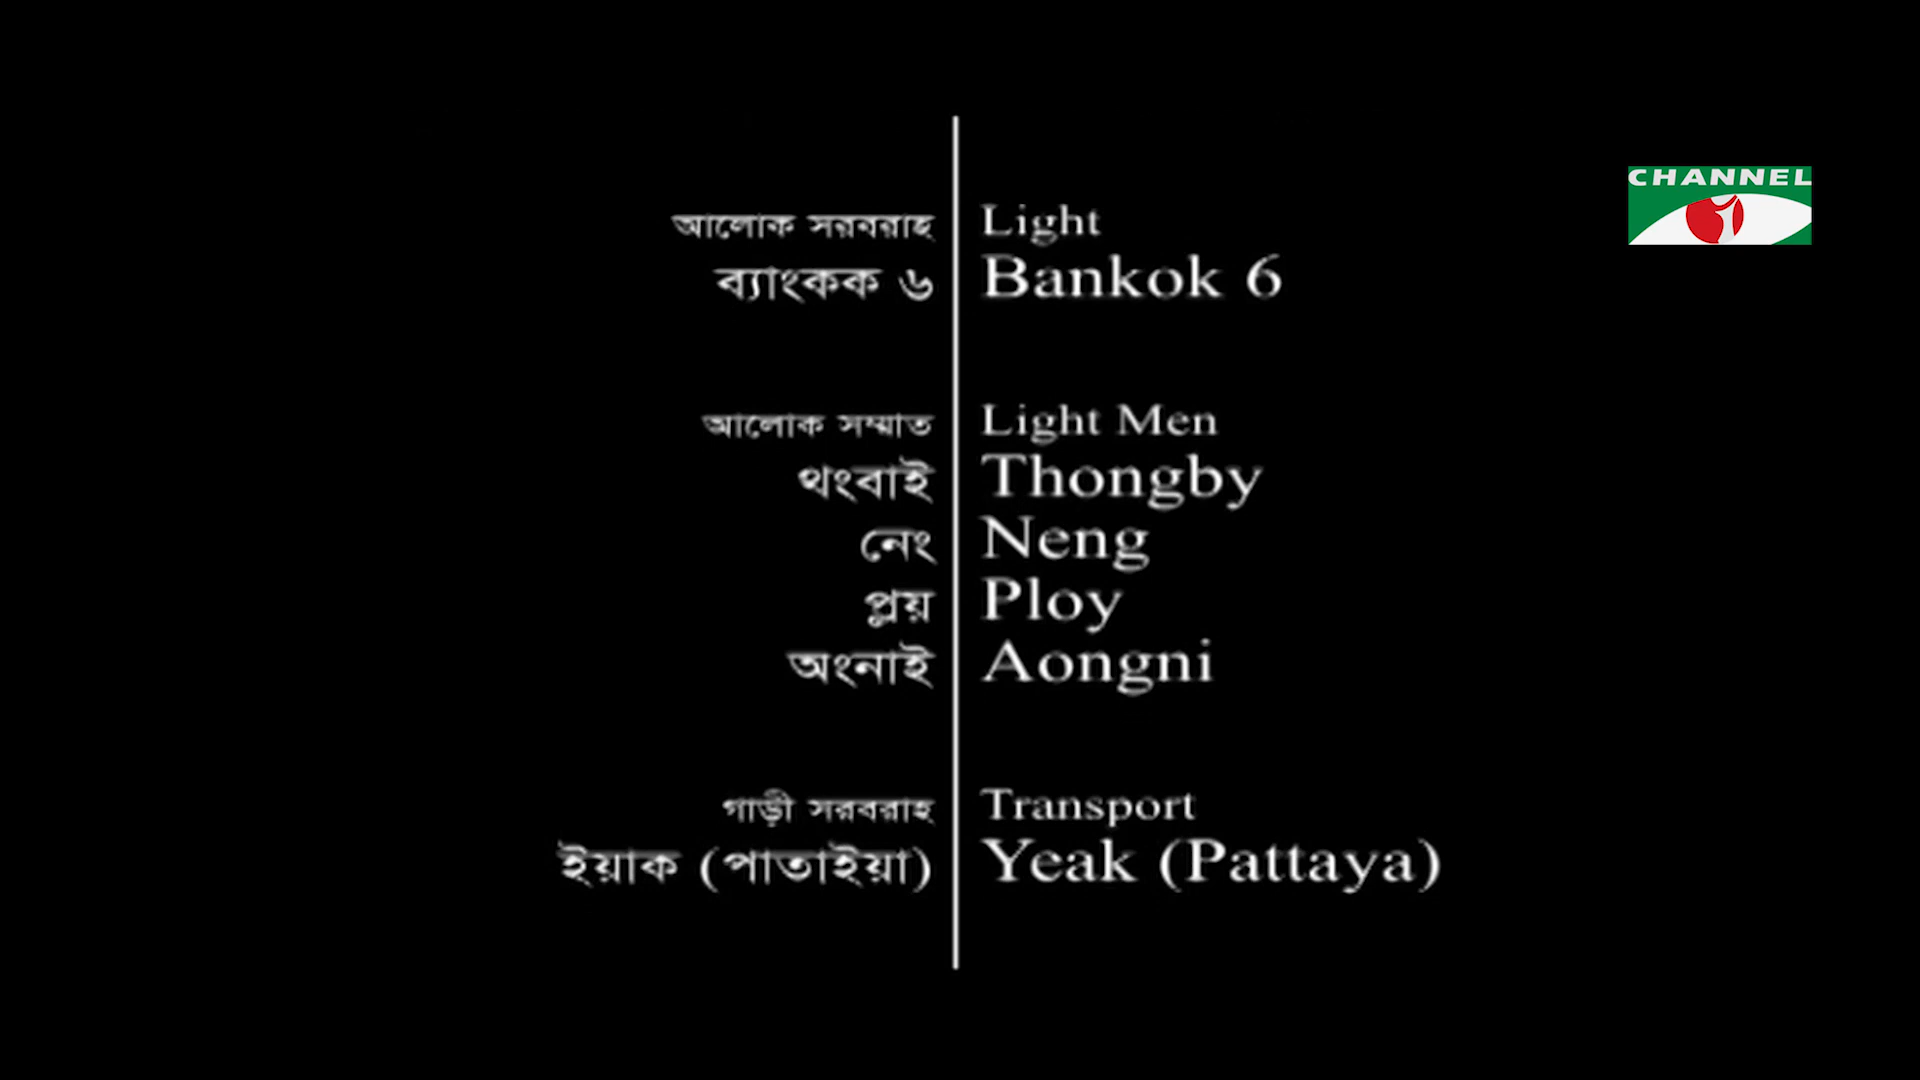 CHANNEL
আলোক সরবরাহ Light
ব্যাংকক ৬ Bankok 6
আলোক সম্মাত Light Men
থংবাই Thongby
নেং Neng
প্লয় Ploy
অংনাই Aongni
গাড়ী সরবরাহ Transport
ইয়াক (পাতাইয়া) Yeak (Pattaya)